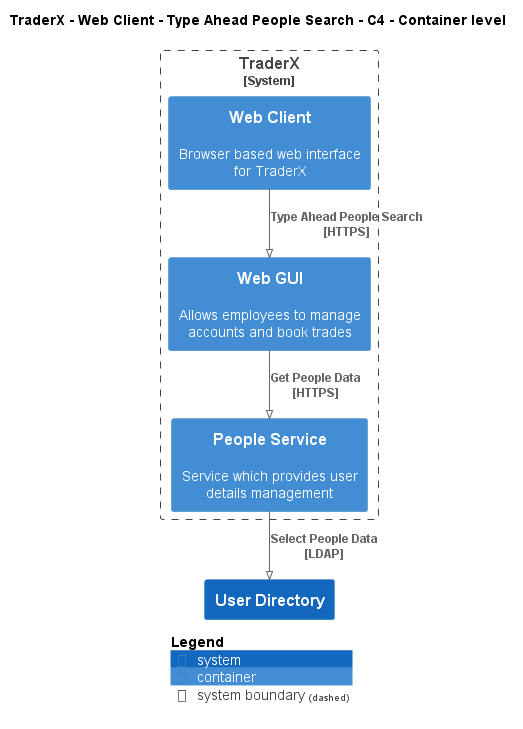 TraderX - Web Client - Type Ahead People Search - C4 - Container level
TraderX
[System]
Web Client
Browser based web interface
for TraderX
Type Ahead People Search
[HTTPS]
Web GUI
Allows employees to manage
accounts and book trades
Get People Data
[HTTPS]
People Service
Service which provides user
details management
Select People Data
[LDAP]
User Directory
Legend
system
container
system boundary (dashed)